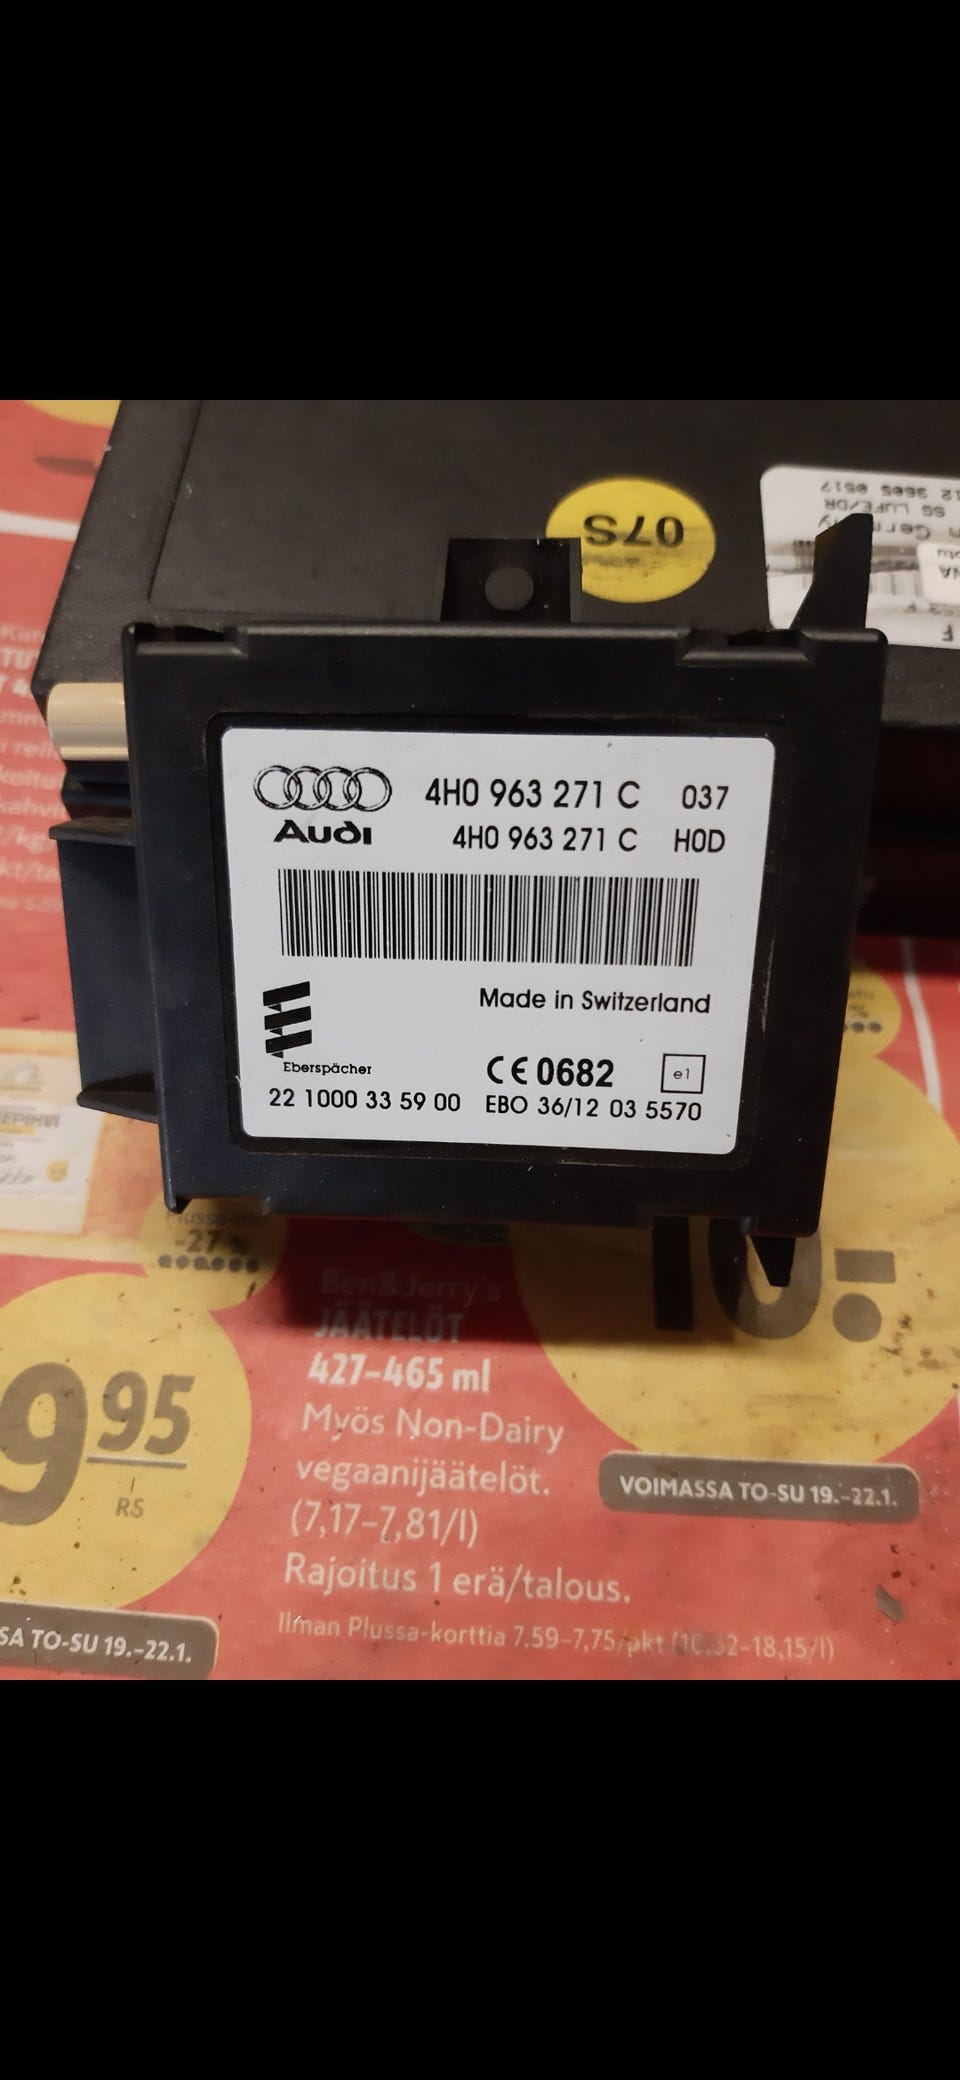 07S
4H0 963 271 C 037
Audi
4H0 963 271 C H0D
Made in Switzerland
Eberspächer
CE 0682
e1
22 1000 33 59 00 EBO 36/12 03 5570
-27 %
Ben&Jerry's
JÄÄTELÖT
427-465 ml
Myös Non-Dairy
vegaanijäätelöt.
(7,17-7,81/l)
Rajoitus 1 erä/talous.
Ilman Plussa-korttia 7,59-7,75/pkt (10,32-18,15/l)
10.-
VOIMASSA TO-SU 19.-22.1.
9 95
RS
SA TO-SU 19.-22.1.